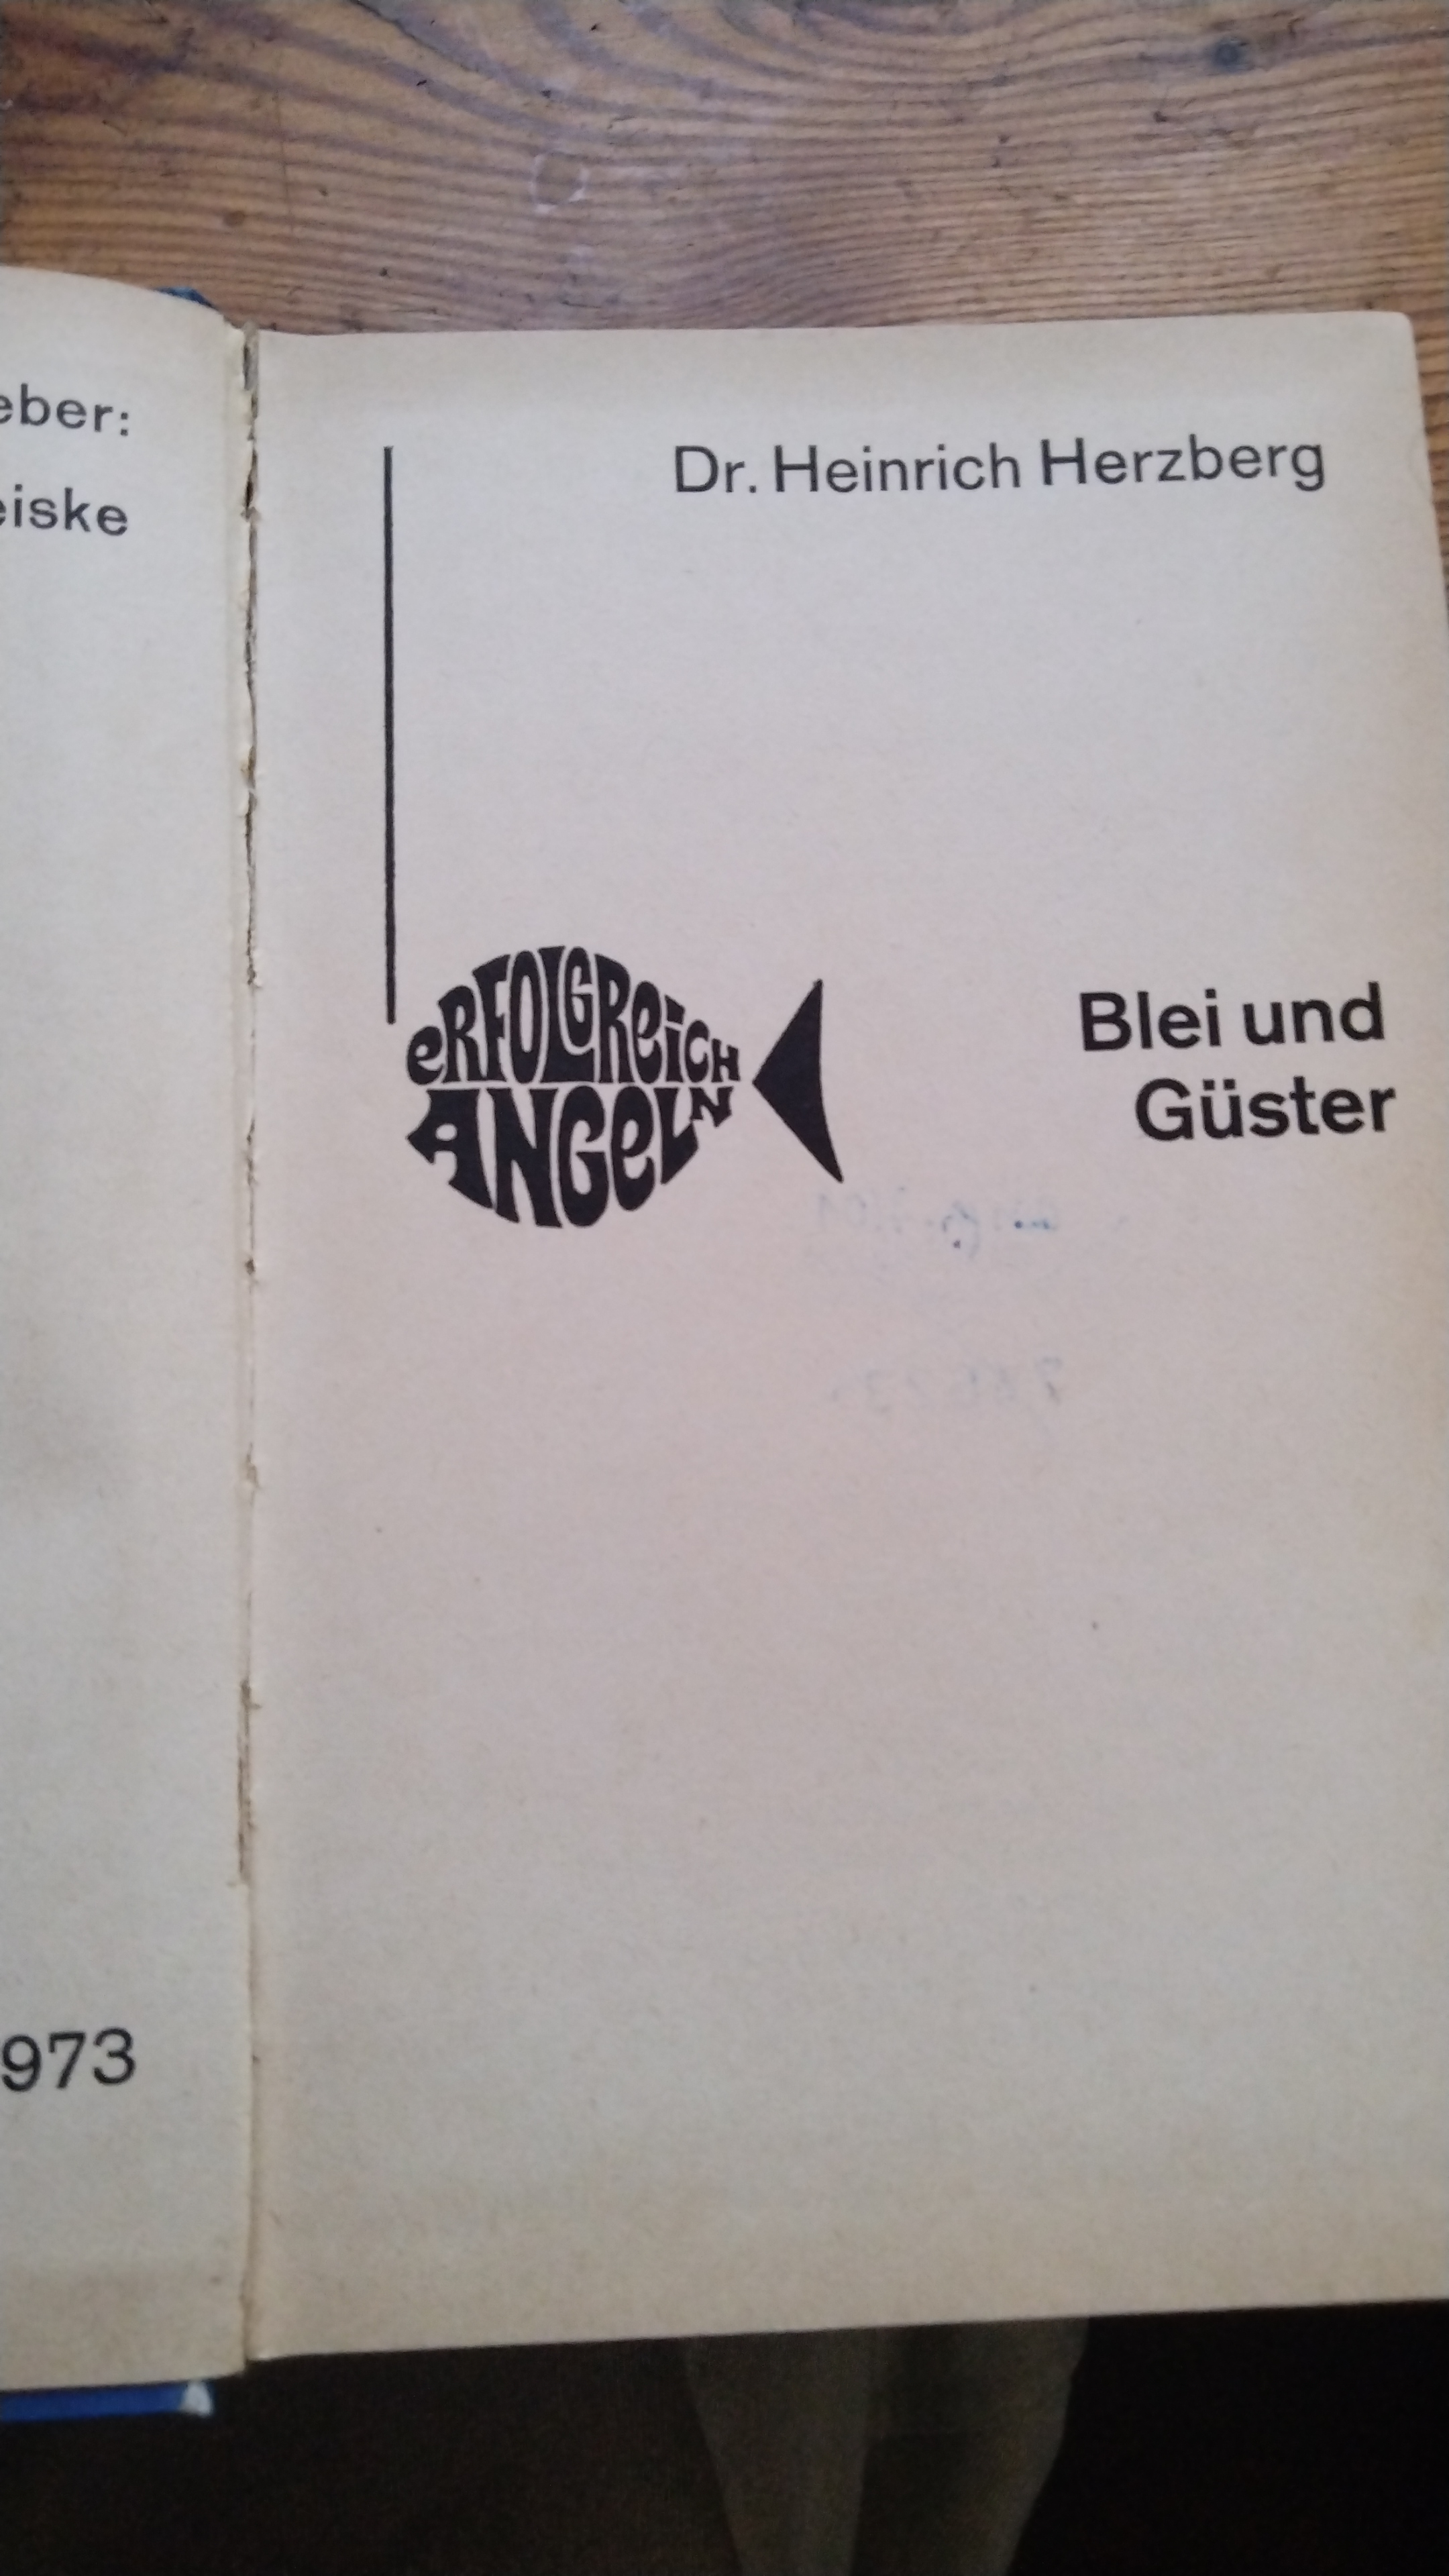 eber:
eiske
973
Dr. Heinrich Herzberg
eRFOLGReiCH
ANGeLN
Blei und
Güster